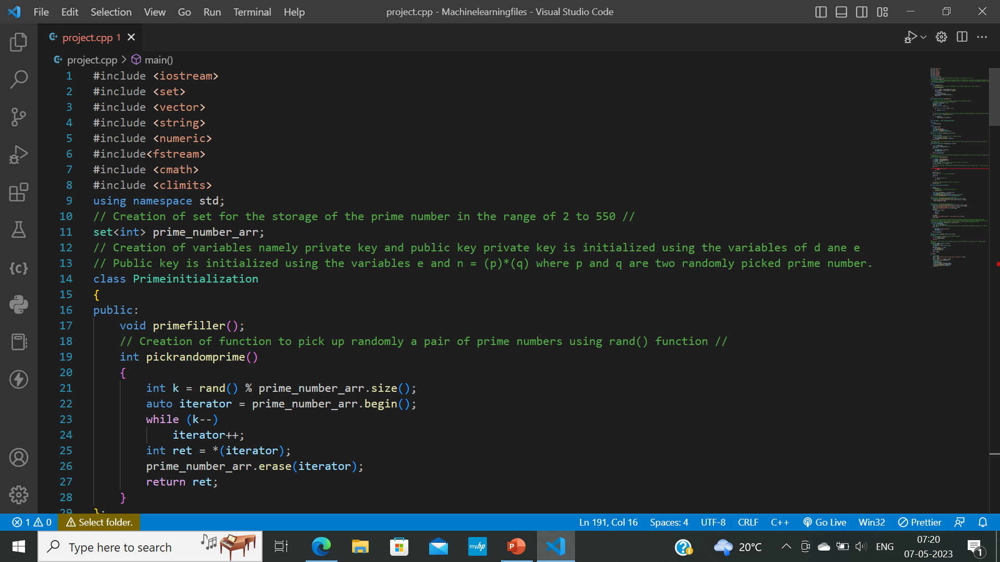 File Edit Selection View Go Run Terminal Help project.cpp - Machinelearningfiles - Visual Studio Code
project.cpp 1
project.cpp > main()
1 #include <iostream>
2 #include <set>
3 #include <vector>
4 #include <string>
5 #include <numeric>
6 #include<fstream>
7 #include <cmath>
8 #include <climits>
9 using namespace std;
10 // Creation of set for the storage of the prime number in the range of 2 to 550 //
11 set<int> prime_number_arr;
12 // Creation of variables namely private key and public key private key is initialized using the variables of d ane e
13 // Public key is initialized using the variables e and n = (p)*(q) where p and q are two randomly picked prime number.
14 class Primeinitialization
15 {
16 public:
17     void primefiller();
18     // Creation of function to pick up randomly a pair of prime numbers using rand() function //
19     int pickrandomprime()
20     {
21         int k = rand() % prime_number_arr.size();
22         auto iterator = prime_number_arr.begin();
23         while (k--)
24             iterator++;
25         int ret = *(iterator);
26         prime_number_arr.erase(iterator);
27         return ret;
28     }
29 };
1 0 Select folder. Ln 191, Col 16 Spaces: 4 UTF-8 CRLF C++ Go Live Win32 Prettier
Type here to search myhp P 20°C ENG 07:20
07-05-2023 1